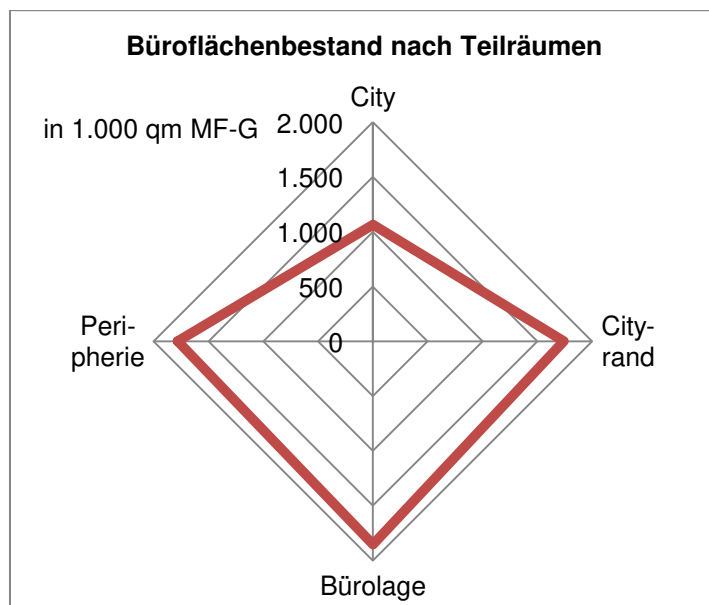 Büroflächenbestand nach Teilräumen
City
in 1.000 qm MF-G
2.000
1.500
1.000
500
0
Peri-
pherie
City-
rand
Bürolage